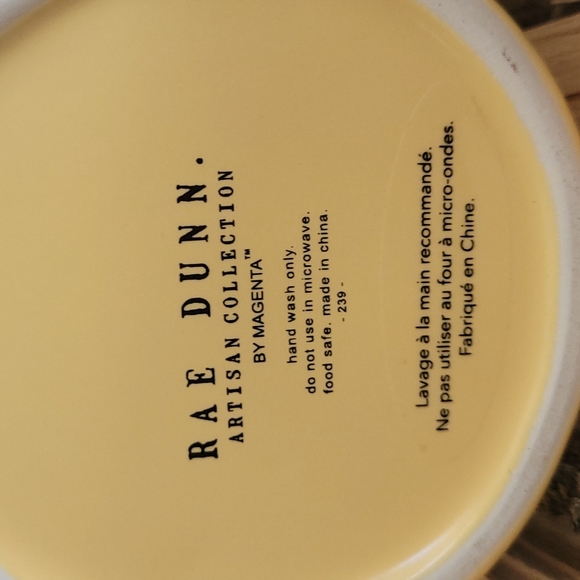 RAE DUNN.
ARTISAN COLLECTION
BY MAGENTA™
hand wash only.
do not use in microwave.
food safe. made in china.
- 239 -
Lavage à la main recommandé.
Ne pas utiliser au four à micro-ondes.
Fabriqué en Chine.